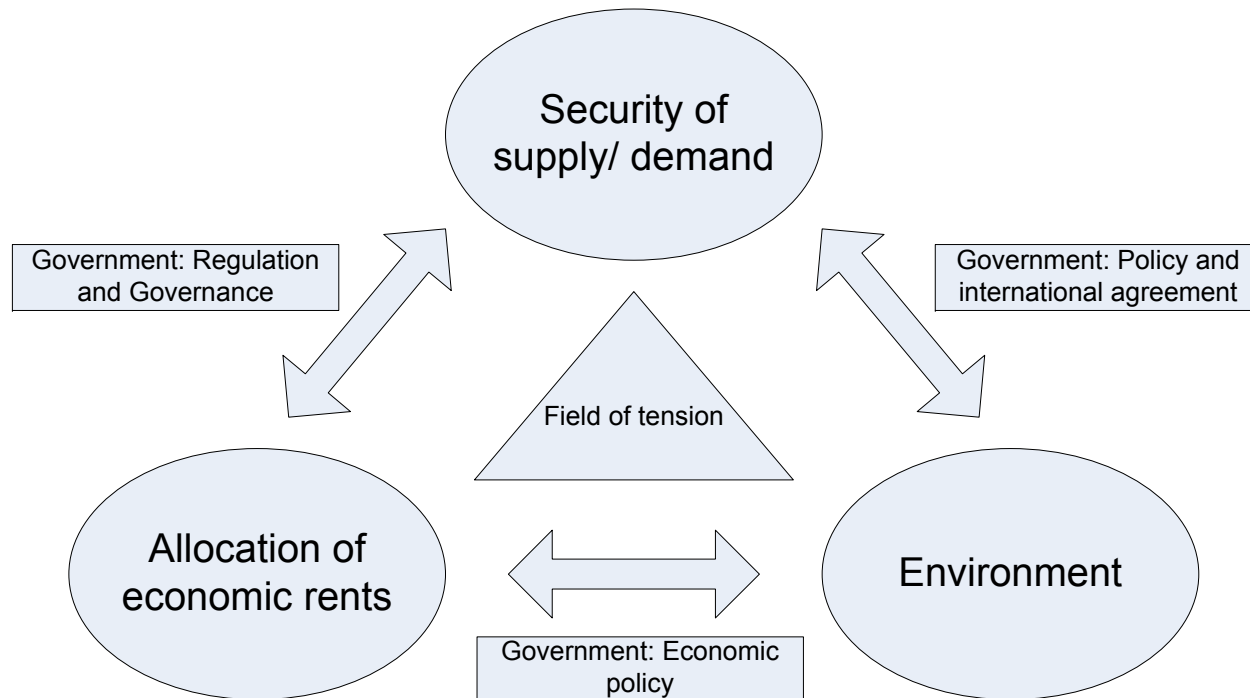 Security of
supply/ demand
Government: Regulation
and Governance
Government: Policy and
international agreement
Field of tension
Allocation of
economic rents
Environment
Government: Economic
policy